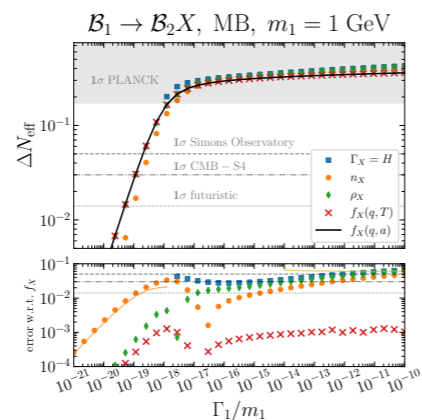 B₁ → B₂X, MB, m₁ = 1 GeV
ΔN_eff
10⁻¹
10⁻²
1σ PLANCK
1σ Simons Observatory
1σ CMB − S4
1σ futuristic
Γ_X = H
n_X
ρ_X
f_X(q, T)
f_X(q, a)
error w.r.t. f_X
10⁻¹
10⁻²
10⁻³
10⁻⁴
10⁻²¹ 10⁻²⁰ 10⁻¹⁹ 10⁻¹⁸ 10⁻¹⁷ 10⁻¹⁶ 10⁻¹⁵ 10⁻¹⁴ 10⁻¹³ 10⁻¹² 10⁻¹¹ 10⁻¹⁰
Γ₁/m₁